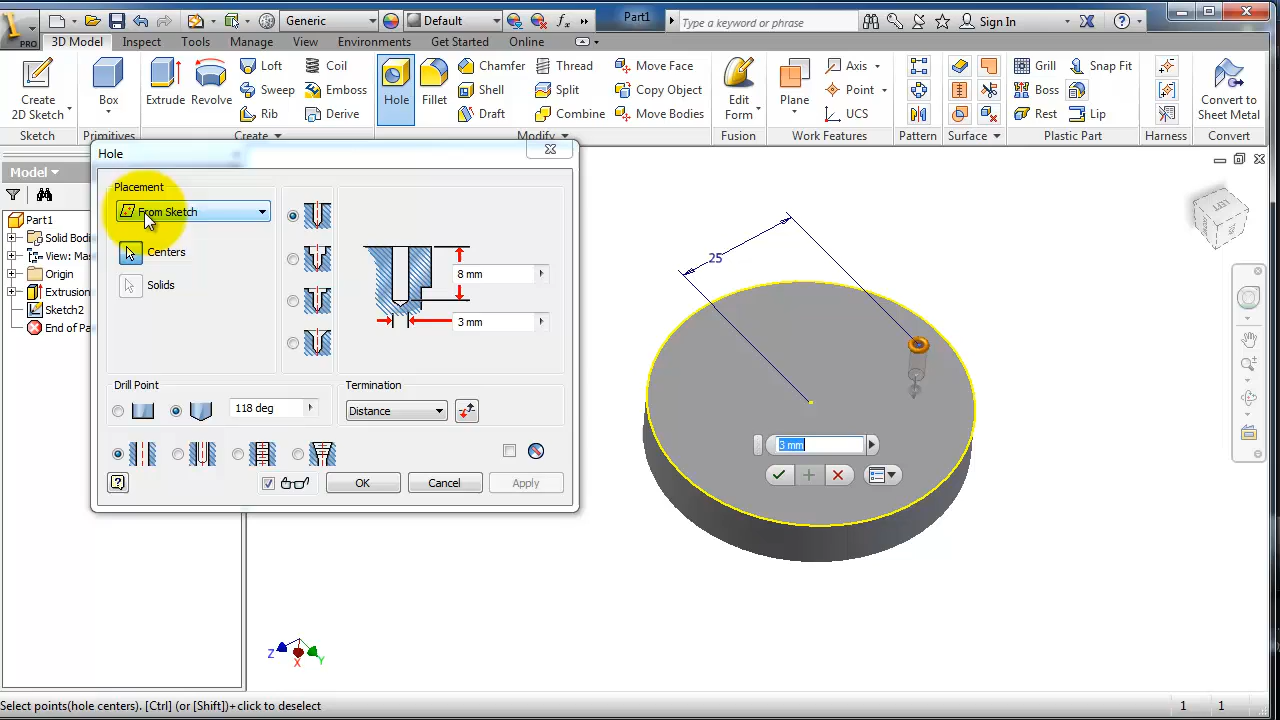 Generic
Default
fx
Part1
Type a keyword or phrase
Sign In
PRO
3D Model
Inspect
Tools
Manage
View
Environments
Get Started
Online
Create
2D Sketch
Box
Extrude
Revolve
Loft
Sweep
Rib
Coil
Emboss
Derive
Hole
Fillet
Chamfer
Shell
Draft
Thread
Split
Combine
Move Face
Copy Object
Move Bodies
Edit
Form
Plane
Axis
Point
UCS
Grill
Boss
Rest
Snap Fit
Lip
Convert to
Sheet Metal
Sketch
Primitives
Create
Modify
Fusion
Work Features
Pattern
Surface
Plastic Part
Harness
Convert
Model
Part1
Solid Bod
View: Mas
Origin
Extrusion
Sketch2
End of Pa
Hole
Placement
From Sketch
Centers
Solids
8 mm
3 mm
Drill Point
118 deg
Termination
Distance
OK
Cancel
Apply
25
3 mm
Z
X
Y
Select points(hole centers). [Ctrl] (or [Shift])+click to deselect
1
1